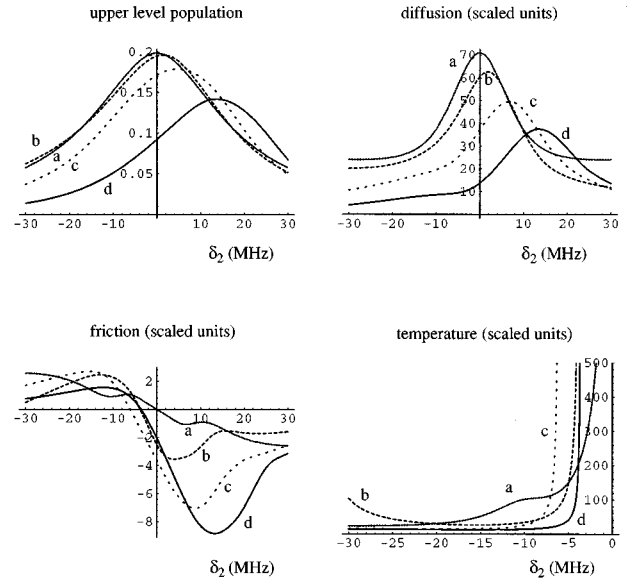 upper level population
0.2
0.15
0.1
0.05
b
a
c
d
-30 -20 -10 10 20 30
δ2 (MHz)
diffusion (scaled units)
70
60
50
40
30
20
10
a
b
c
d
-30 -20 -10 0 10 20 30
δ2 (MHz)
friction (scaled units)
2
-30 -20 -10 10 20 30
-2
-4
-6
-8
a
b
c
d
δ2 (MHz)
temperature (scaled units)
500
400
300
200
100
c
a
b
d
-30 -25 -20 -15 -10 -5 0
δ2 (MHz)